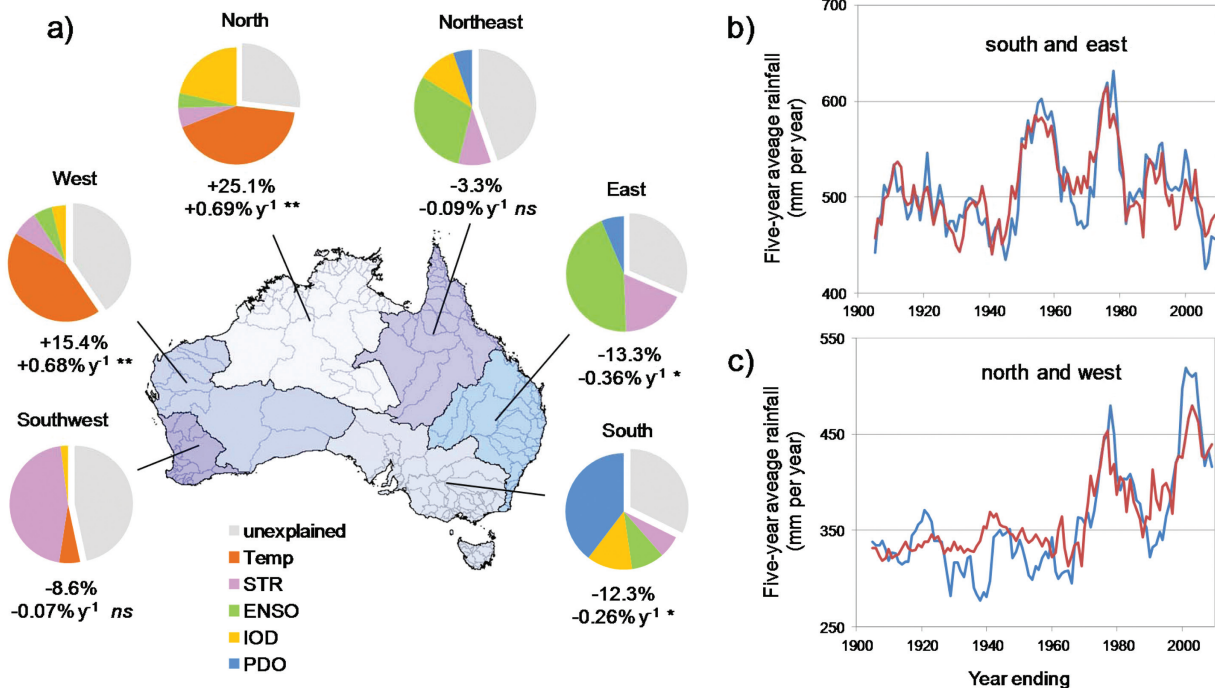 a)
North
+25.1%
+0.69% y⁻¹ **
Northeast
-3.3%
-0.09% y⁻¹ ns
West
+15.4%
+0.68% y⁻¹ **
East
-13.3%
-0.36% y⁻¹ *
Southwest
-8.6%
-0.07% y⁻¹ ns
South
-12.3%
-0.26% y⁻¹ *
unexplained
Temp
STR
ENSO
IOD
PDO
b)
south and east
Five-year aveage rainfall
(mm per year)
700
600
500
400
1900 1920 1940 1960 1980 2000
c)
north and west
Five-year aveage rainfall
(mm per year)
550
450
350
250
1900 1920 1940 1960 1980 2000
Year ending